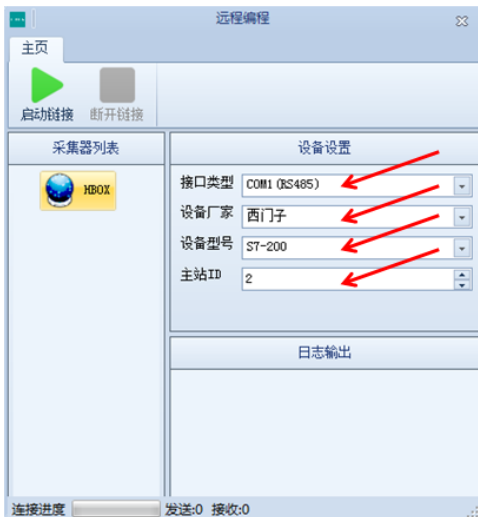 远程编程
主页
启动链接 断开链接
采集器列表
HBOX
设备设置
接口类型 COM1(RS485)
设备厂家 西门子
设备型号 S7-200
主站ID 2
日志输出
连接进度 发送:0 接收:0